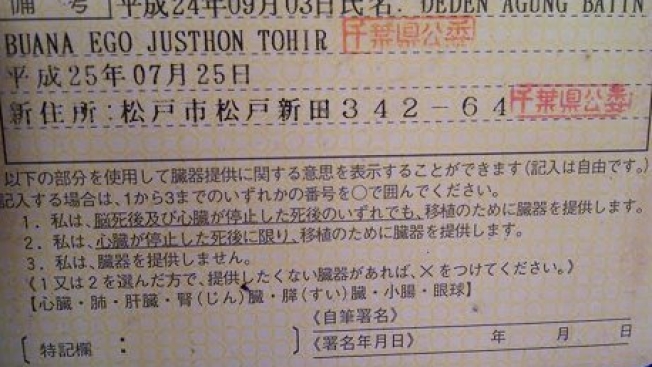 備考 平成24年09月03日氏名: DEDEN AGUNG BATIN
BUANA EGO JUSTHON TOHIR 千葉県公委
平成25年07月25日
新住所:松戸市松戸新田342-64 千葉県公委
以下の部分を使用して臓器提供に関する意思を表示することができます(記入は自由です。)
記入する場合は、1から3までのいずれかの番号を○で囲んでください。
1. 私は、脳死後及び心臓が停止した死後のいずれでも、移植のために臓器を提供します。
2. 私は、心臓が停止した死後に限り、移植のために臓器を提供します。
3. 私は、臓器を提供しません。
《1又は2を選んだ方で、提供したくない臓器があれば、×をつけてください。》
【心臓・肺・肝臓・腎(じん)臓・膵(すい)臓・小腸・眼球】
〔特記欄: 〕
《自筆署名》
《署名年月日》 年 月 日